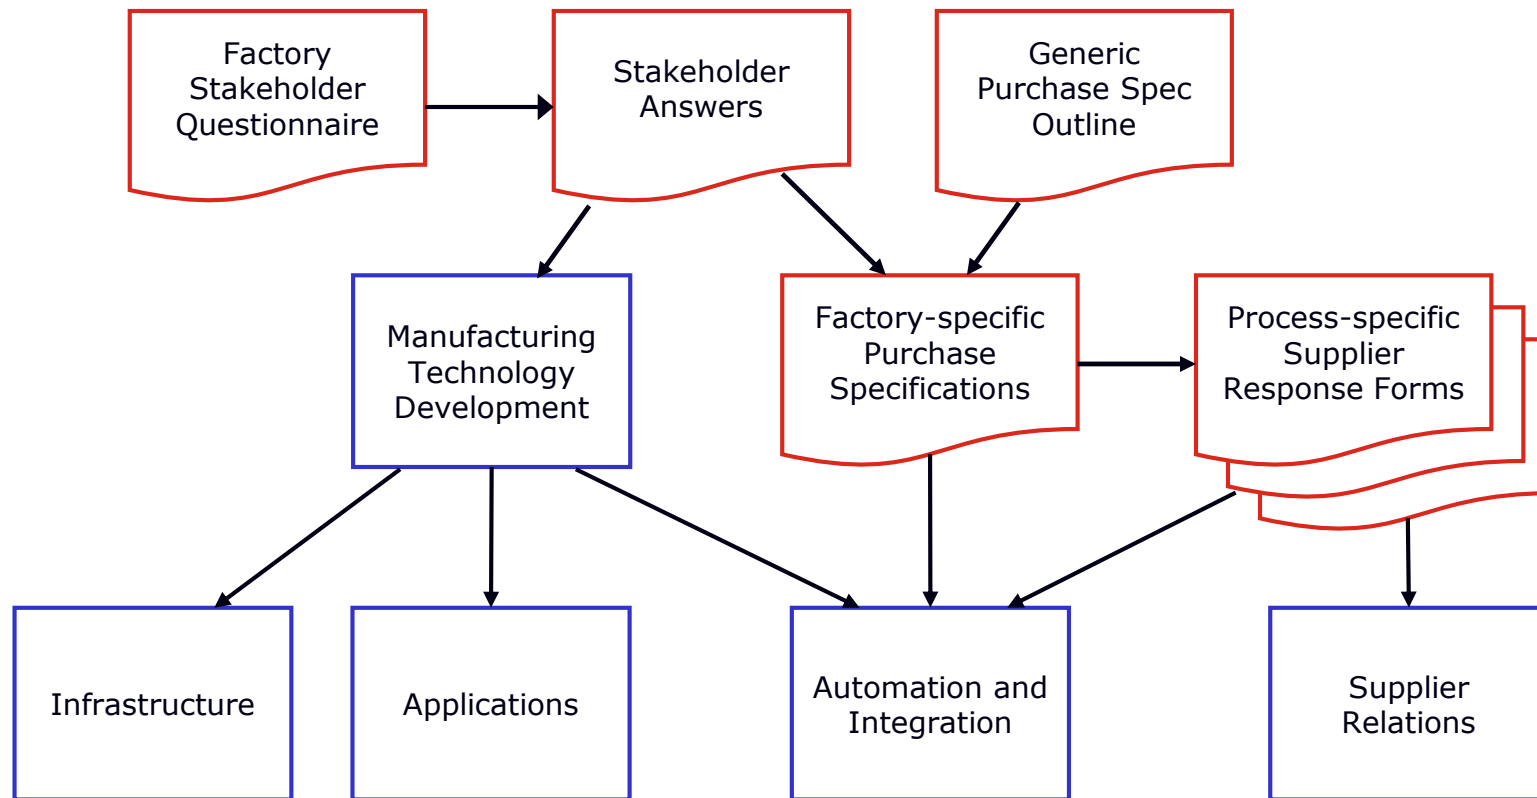 Factory
Stakeholder
Questionnaire
Stakeholder
Answers
Generic
Purchase Spec
Outline
Manufacturing
Technology
Development
Factory-specific
Purchase
Specifications
Process-specific
Supplier
Response Forms
Infrastructure
Applications
Automation and
Integration
Supplier
Relations